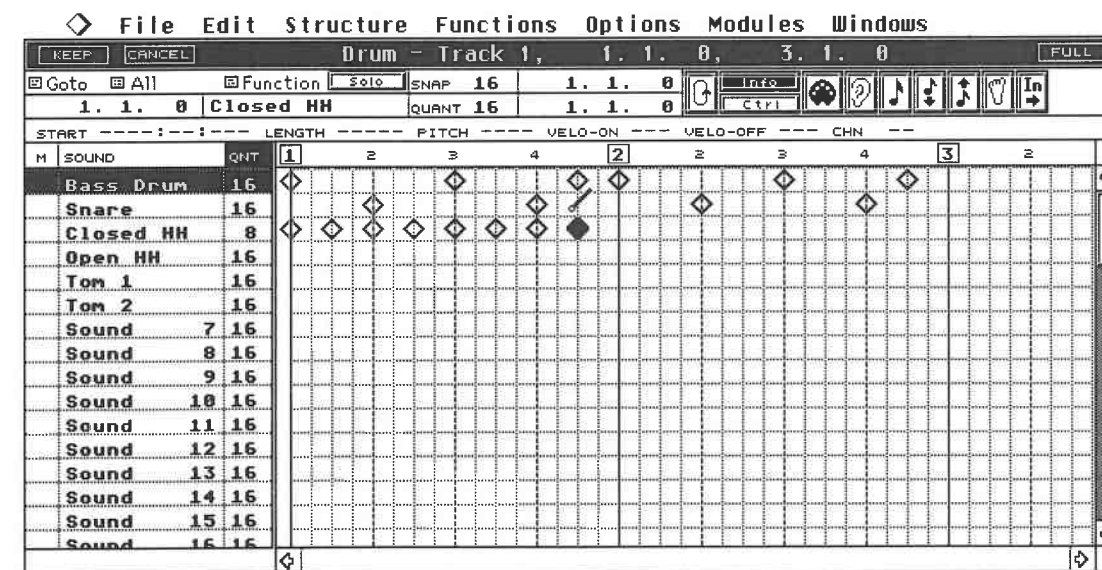 File Edit Structure Functions Options Modules Windows
KEEP CANCEL Drum - Track 1, 1. 1. 0, 3. 1. 0 FULL
Goto All Function Solo SNAP 16 1. 1. 0 Info
1. 1. 0 Closed HH QUANT 16 1. 1. 0 Ctrl In
START ----:--:--- LENGTH ----- PITCH ---- VELO-ON --- VELO-OFF --- CHN --
M SOUND QNT 1 2 3 4 2 2 3 4 3 2
Bass Drum 16
Snare 16
Closed HH 8
Open HH 16
Tom 1 16
Tom 2 16
Sound 7 16
Sound 8 16
Sound 9 16
Sound 10 16
Sound 11 16
Sound 12 16
Sound 13 16
Sound 14 16
Sound 15 16
Sound 16 16